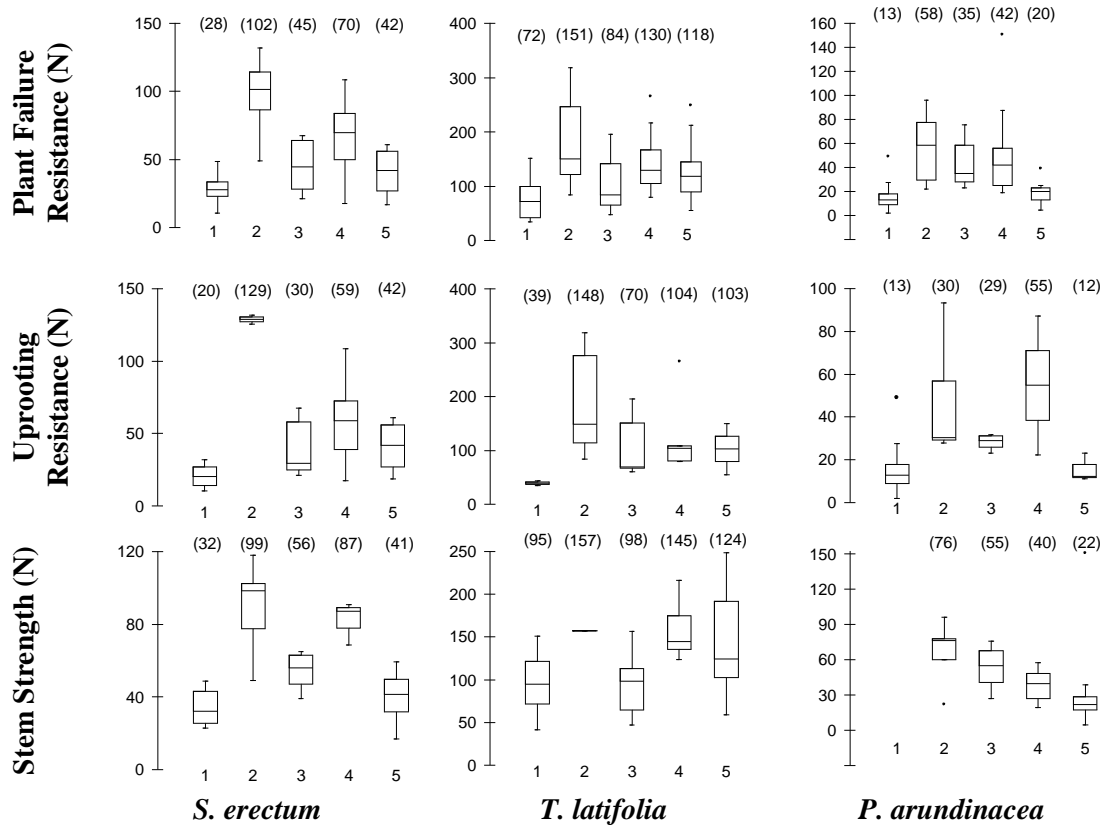 Plant Failure
Resistance (N)
(28) (102) (45) (70) (42)
150
100
50
0
1 2 3 4 5
(72) (151) (84) (130) (118)
400
300
200
100
0
1 2 3 4 5
(13) (58) (35) (42) (20)
160
140
120
100
80
60
40
20
0
1 2 3 4 5
Uprooting
Resistance (N)
(20) (129) (30) (59) (42)
150
100
50
0
1 2 3 4 5
(39) (148) (70) (104) (103)
400
300
200
100
0
1 2 3 4 5
(13) (30) (29) (55) (12)
100
80
60
40
20
0
1 2 3 4 5
Stem Strength (N)
(32) (99) (56) (87) (41)
120
80
40
0
1 2 3 4 5
(95) (157) (98) (145) (124)
250
200
150
100
50
0
1 2 3 4 5
(76) (55) (40) (22)
150
120
90
60
30
0
1 2 3 4 5
S. erectum T. latifolia P. arundinacea